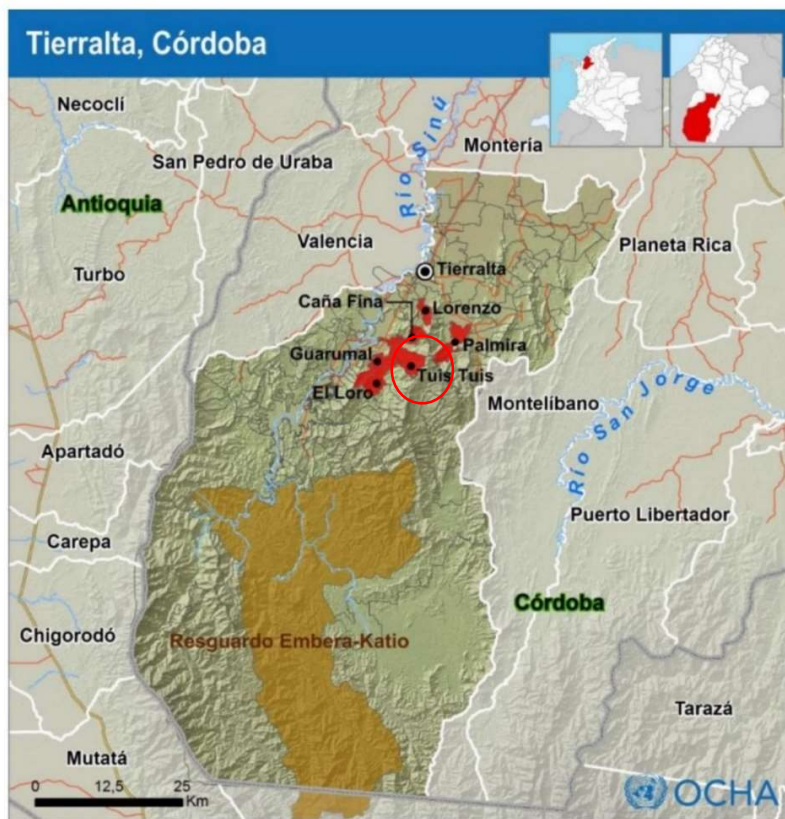 Tierralta, Córdoba
Necoclí
San Pedro de Uraba
Río Sinú
Montería
Antioquia
Valencia
Planeta Rica
Turbo
Tierralta
Caña Fina
Lorenzo
Guarumal
Palmira
Tuis Tuis
El Loro
Montelíbano
Río San Jorge
Apartadó
Puerto Libertador
Carepa
Córdoba
Chigorodó
Resguardo Embera-Katio
Tarazá
Mutatá
0 12,5 25
Km
OCHA